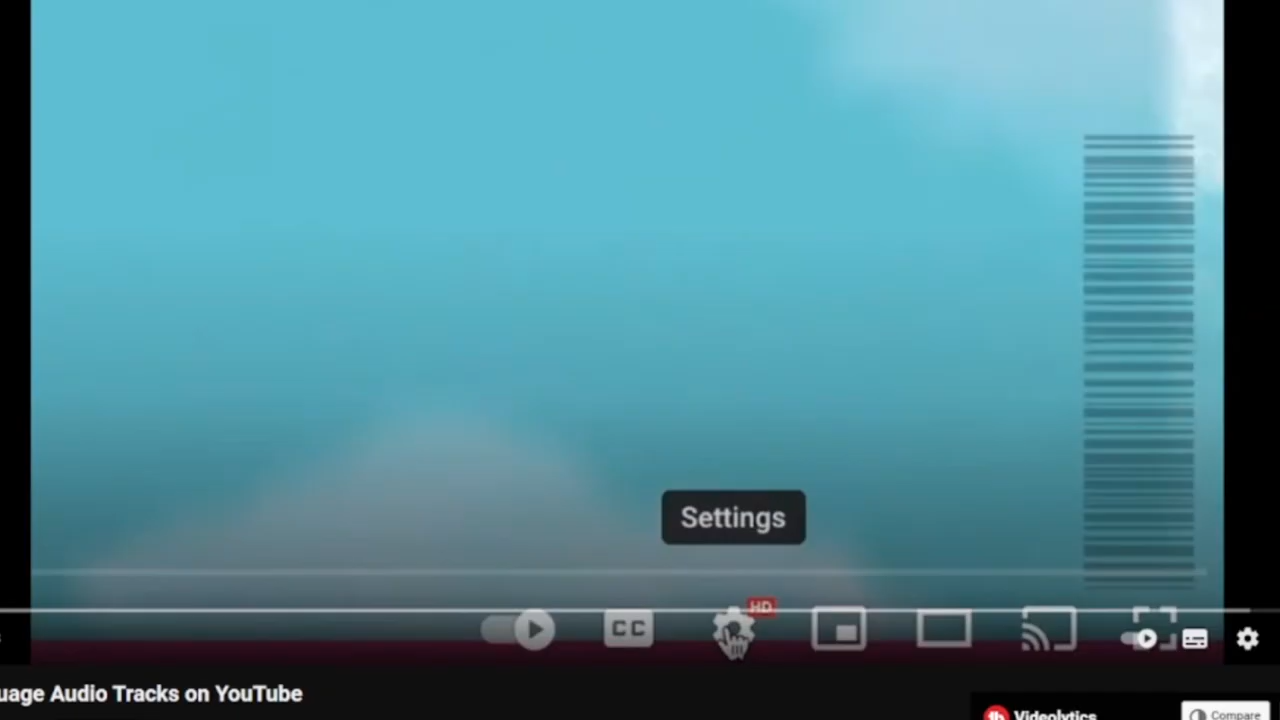 Settings
HD
CC
uage Audio Tracks on YouTube
Videolytics
Compare